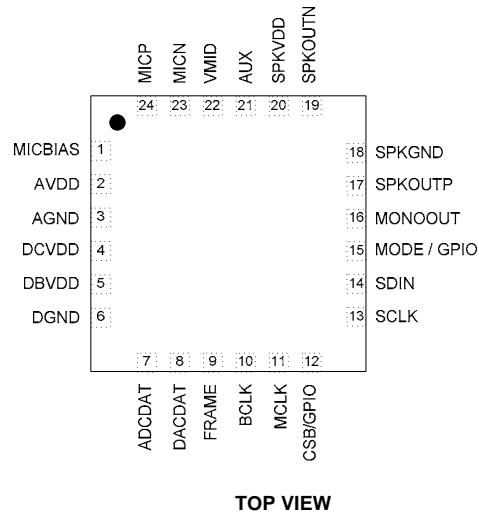 MICP MICN VMID AUX SPKVDD SPKOUTN
24 23 22 21 20 19
MICBIAS 1
AVDD 2
AGND 3
DCVDD 4
DBVDD 5
DGND 6
18 SPKGND
17 SPKOUTP
16 MONOOUT
15 MODE / GPIO
14 SDIN
13 SCLK
7 8 9 10 11 12
ADCDAT DACDAT FRAME BCLK MCLK CSB/GPIO
TOP VIEW